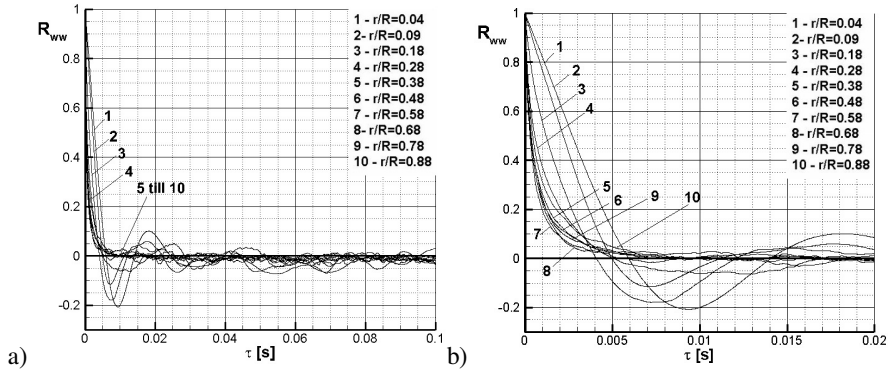 1
R_ww
0.8
0.6
0.4
0.2
0
-0.2
0
0.02
0.04
0.06
0.08
0.1
τ [s]
1 - r/R=0.04
2- r/R=0.09
3 - r/R=0.18
4 - r/R=0.28
5 - r/R=0.38
6 - r/R=0.48
7 - r/R=0.58
8- r/R=0.68
9 - r/R=0.78
10 - r/R=0.88
1
2
3
4
5 till 10
a)
1
R_ww
0.8
0.6
0.4
0.2
0
-0.2
0
0.005
0.01
0.015
0.02
τ [s]
1 - r/R=0.04
2 - r/R=0.09
3 - r/R=0.18
4 - r/R=0.28
5 - r/R=0.38
6 - r/R=0.48
7 - r/R=0.58
8- r/R=0.68
9 - r/R=0.78
10 - r/R=0.88
1
2
3
4
5
6
9
10
7
8
b)